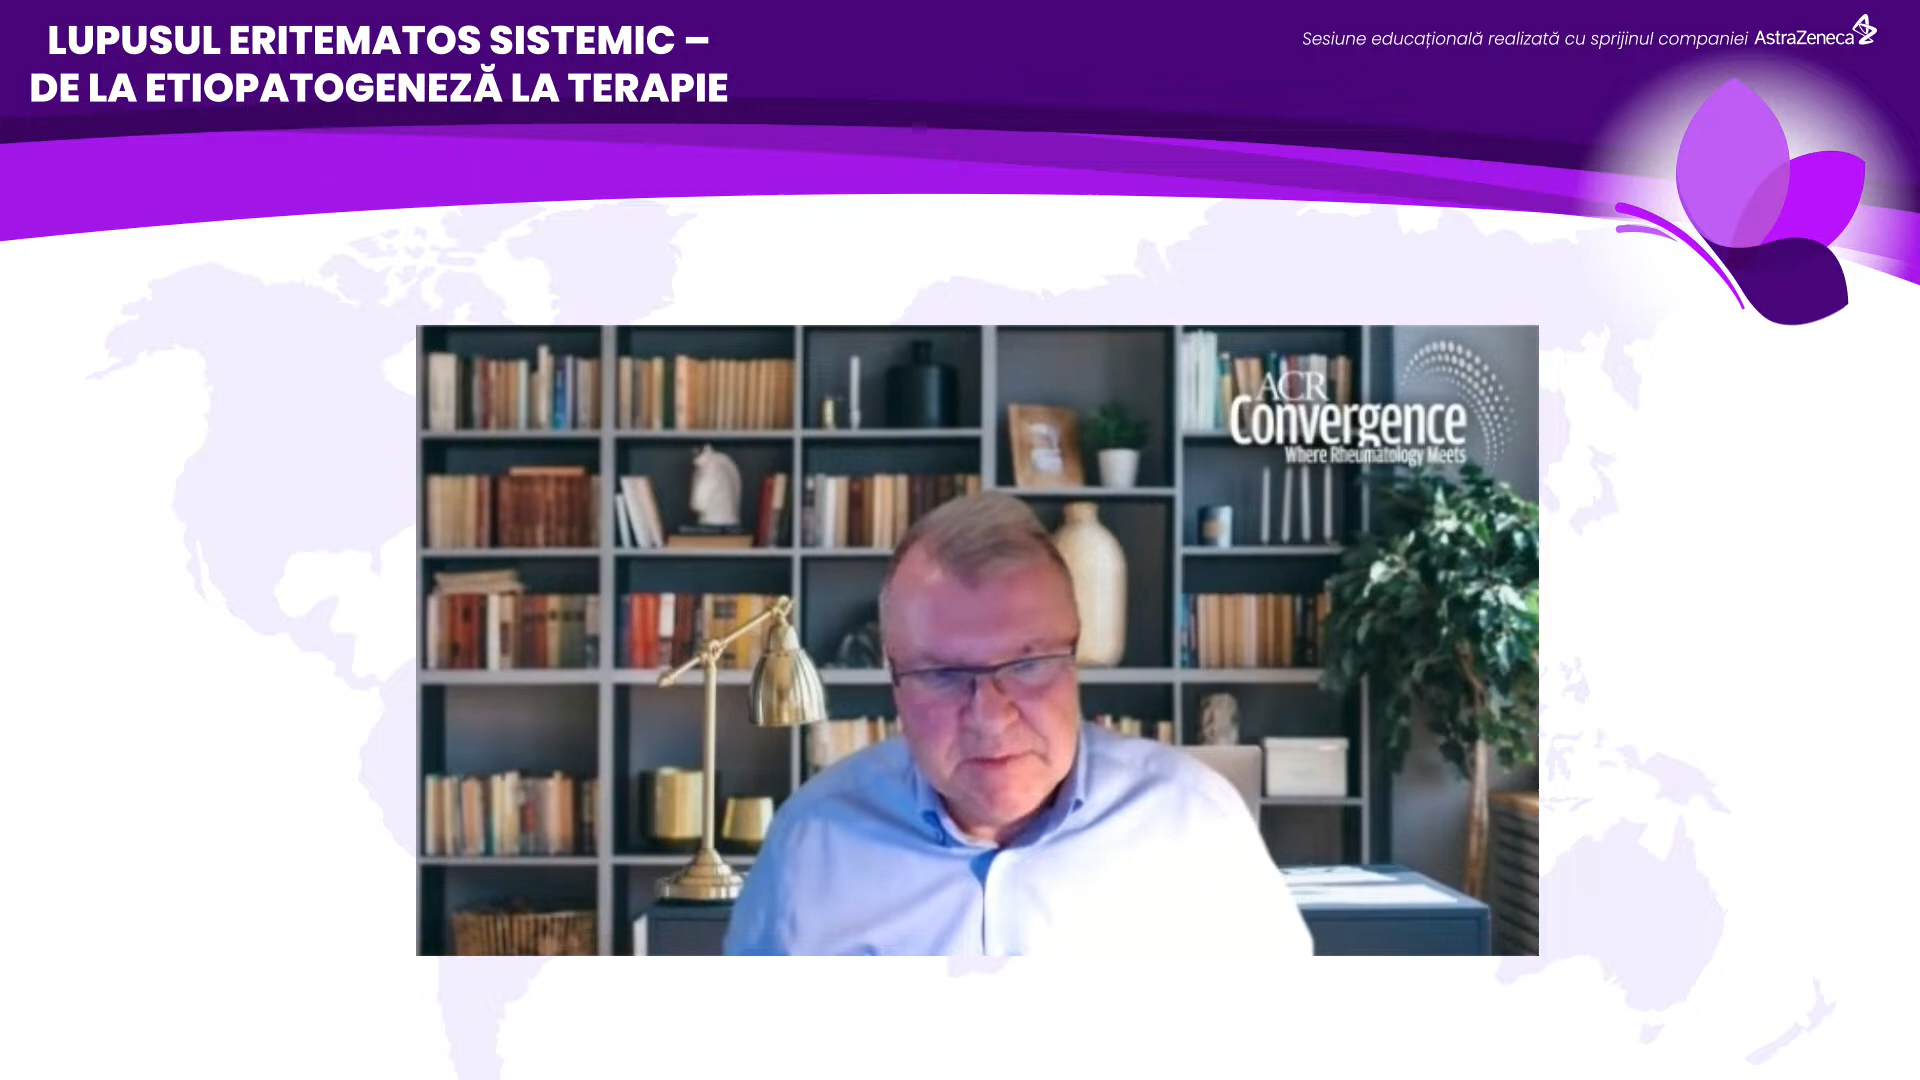 LUPUSUL ERITEMATOS SISTEMIC –
DE LA ETIOPATOGENEZĂ LA TERAPIE
Sesiune educațională realizată cu sprijinul companiei AstraZeneca
ACR
Convergence
Where Rheumatology Meets